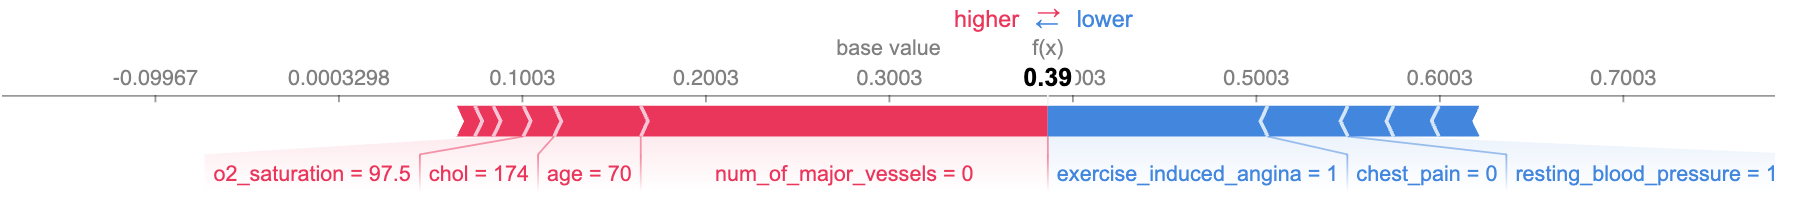 higher ⇄ lower
base value f(x)
-0.09967 0.0003298 0.1003 0.2003 0.3003 0.39 003 0.5003 0.6003 0.7003
o2_saturation = 97.5 chol = 174 age = 70 num_of_major_vessels = 0 exercise_induced_angina = 1 chest_pain = 0 resting_blood_pressure = 1